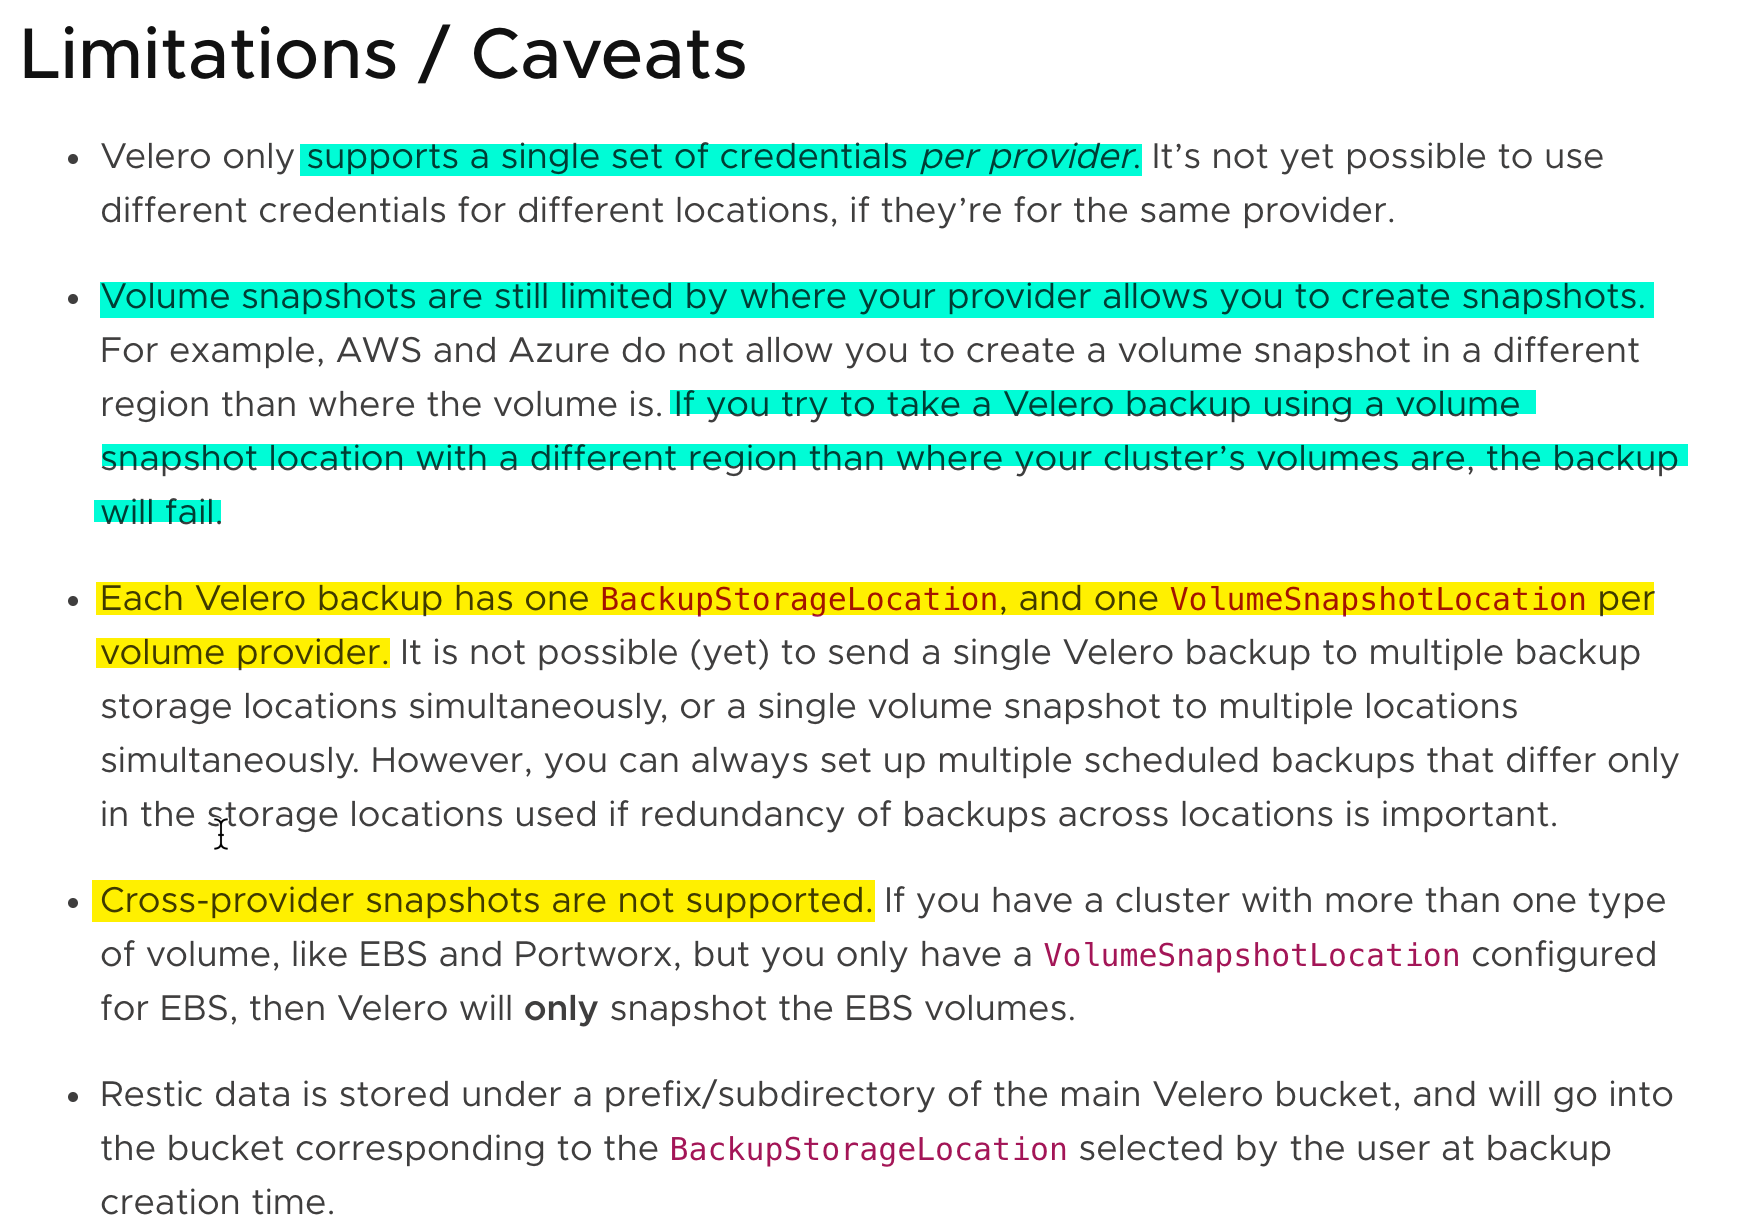 Limitations / Caveats
• Velero only supports a single set of credentials per provider. It’s not yet possible to use
different credentials for different locations, if they’re for the same provider.
• Volume snapshots are still limited by where your provider allows you to create snapshots.
For example, AWS and Azure do not allow you to create a volume snapshot in a different
region than where the volume is. If you try to take a Velero backup using a volume
snapshot location with a different region than where your cluster’s volumes are, the backup
will fail.
• Each Velero backup has one BackupStorageLocation, and one VolumeSnapshotLocation per
volume provider. It is not possible (yet) to send a single Velero backup to multiple backup
storage locations simultaneously, or a single volume snapshot to multiple locations
simultaneously. However, you can always set up multiple scheduled backups that differ only
in the storage locations used if redundancy of backups across locations is important.
• Cross-provider snapshots are not supported. If you have a cluster with more than one type
of volume, like EBS and Portworx, but you only have a VolumeSnapshotLocation configured
for EBS, then Velero will only snapshot the EBS volumes.
• Restic data is stored under a prefix/subdirectory of the main Velero bucket, and will go into
the bucket corresponding to the BackupStorageLocation selected by the user at backup
creation time.